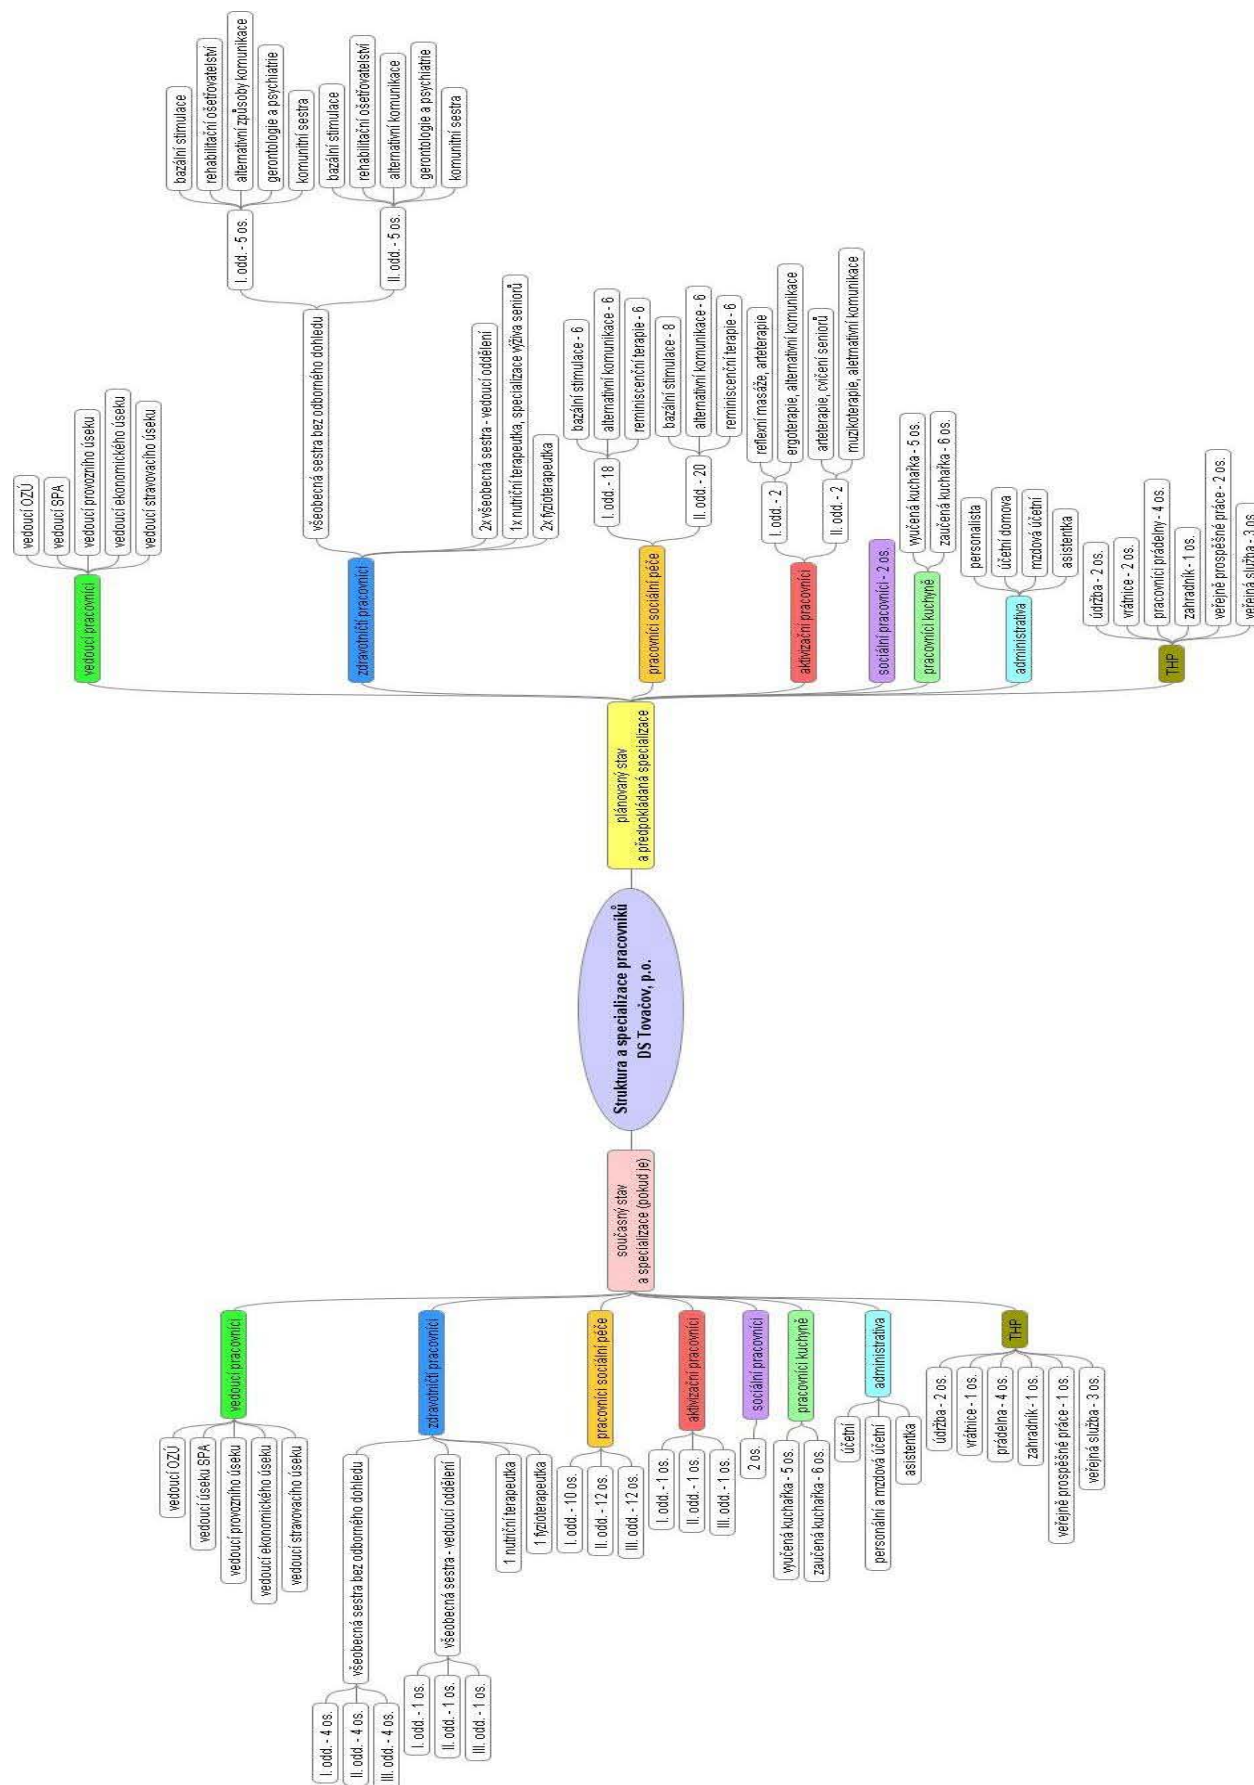 Struktura a specializace pracovníků
DS Tovačov, p.o.
současný stav
a specializace (pokud je)
vedoucí pracovníci
vedoucí OZÚ
vedoucí úseku SPA
vedoucí provozního úseku
vedoucí ekonomického úseku
vedoucí stravovacího úseku
zdravotničtí pracovníci
všeobecná sestra bez odborného dohledu
I. odd. - 4 os.
II. odd. - 4 os.
III. odd. - 4 os.
všeobecná sestra - vedoucí oddělení
I. odd. - 1 os.
II. odd. - 1 os.
III. odd. - 1 os.
1 nutriční terapeutka
1 fyzioterapeutka
pracovníci sociální péče
I. odd. - 10 os.
II. odd. - 12 os.
III. odd. - 12 os.
aktivizační pracovníci
I. odd. - 1 os.
II. odd. - 1 os.
III. odd. - 1 os.
sociální pracovníci
2 os.
pracovníci kuchyně
vyučená kuchařka - 5 os.
zaučená kuchařka - 6 os.
administrativa
účetní
personální a mzdová účetní
asistentka
THP
údržba - 2 os.
vrátnice - 1 os.
prádelna - 4 os.
zahradník - 1 os.
veřejně prospěšné práce - 1 os.
veřejná služba - 3 os.
plánovaný stav
a předpokládaná specializace
vedoucí pracovníci
vedoucí OZÚ
vedoucí SPA
vedoucí provozního úseku
vedoucí ekonomického úseku
vedoucí stravovacího úseku
zdravotničtí pracovníci
všeobecná sestra bez odborného dohledu
I. odd. - 5 os.
bazální stimulace
rehabilitační ošetřovatelství
alternativní způsoby komunikace
gerontologie a psychiatrie
komunitní sestra
II. odd. - 5 os.
bazální stimulace
rehabilitační ošetřovatelství
alternativní komunikace
gerontologie a psychiatrie
komunitní sestra
2x všeobecná sestra - vedoucí oddělení
1x nutriční terapeutka, specializace výživa seniorů
2x fyzioterapeutka
pracovníci sociální péče
I. odd. - 18
bazální stimulace - 6
alternativní komunikace - 6
reminiscenční terapie - 6
II. odd. - 20
bazální stimulace - 8
alternativní komunikace - 6
reminiscenční terapie - 6
aktivizační pracovníci
I. odd. - 2
reflexní masáže, arteterapie
ergoterapie, alternativní komunikace
II. odd. - 2
arteterapie, cvičení seniorů
muzikoterapie, aletrnativní komunikace
sociální pracovníci - 2 os.
pracovníci kuchyně
vyučená kuchařka - 5 os.
zaučená kuchařka - 6 os.
administrativa
personalista
účetní domova
mzdová účetní
asistentka
THP
údržba - 2 os.
vrátnice - 2 os.
pracovníci prádelny - 4 os.
zahradník - 1 os.
veřejně prospěšné práce - 2 os.
veřejná služba - 3 os.